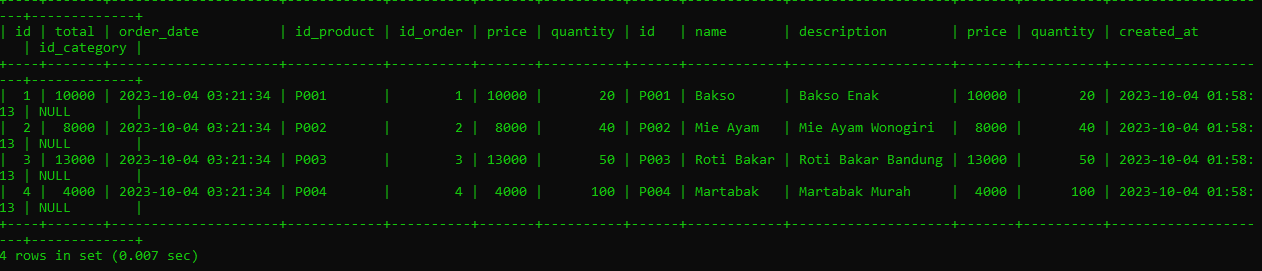 +----+-------+---------------------+------------+----------+-------+----------+------+------------+--------------------+-------+----------+------------------
---+-------------+
| id | total | order_date          | id_product | id_order | price | quantity | id   | name       | description        | price | quantity | created_at
   | id_category |
+----+-------+---------------------+------------+----------+-------+----------+------+------------+--------------------+-------+----------+------------------
---+-------------+
|  1 | 10000 | 2023-10-04 03:21:34 | P001       |        1 | 10000 |       20 | P001 | Bakso      | Bakso Enak         | 10000 |       20 | 2023-10-04 01:58:
13 | NULL        |
|  2 |  8000 | 2023-10-04 03:21:34 | P002       |        2 |  8000 |       40 | P002 | Mie Ayam   | Mie Ayam Wonogiri  |  8000 |       40 | 2023-10-04 01:58:
13 | NULL        |
|  3 | 13000 | 2023-10-04 03:21:34 | P003       |        3 | 13000 |       50 | P003 | Roti Bakar | Roti Bakar Bandung | 13000 |       50 | 2023-10-04 01:58:
13 | NULL        |
|  4 |  4000 | 2023-10-04 03:21:34 | P004       |        4 |  4000 |      100 | P004 | Martabak   | Martabak Murah     |  4000 |      100 | 2023-10-04 01:58:
13 | NULL        |
+----+-------+---------------------+------------+----------+-------+----------+------+------------+--------------------+-------+----------+------------------
---+-------------+
4 rows in set (0.007 sec)